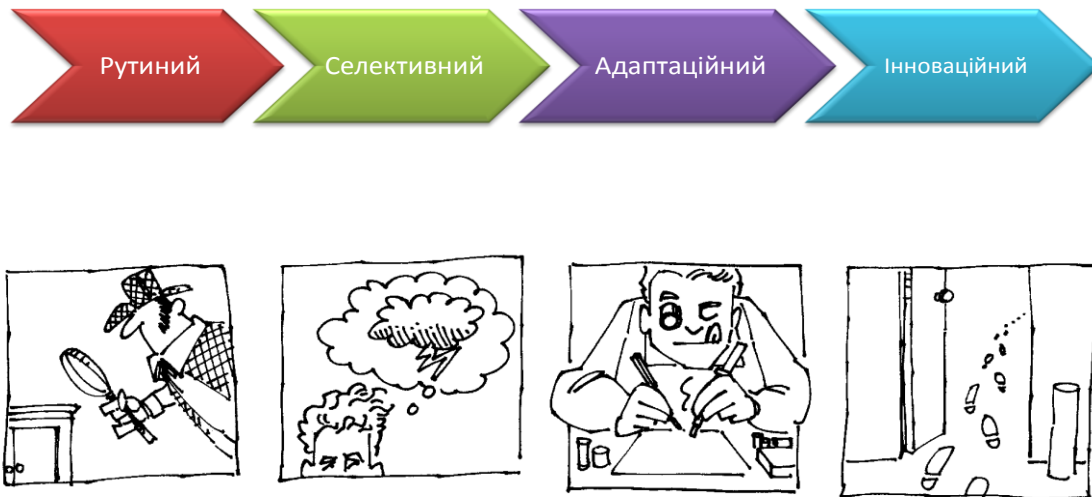 Рутиний
Селективний
Адаптаційний
Інноваційний